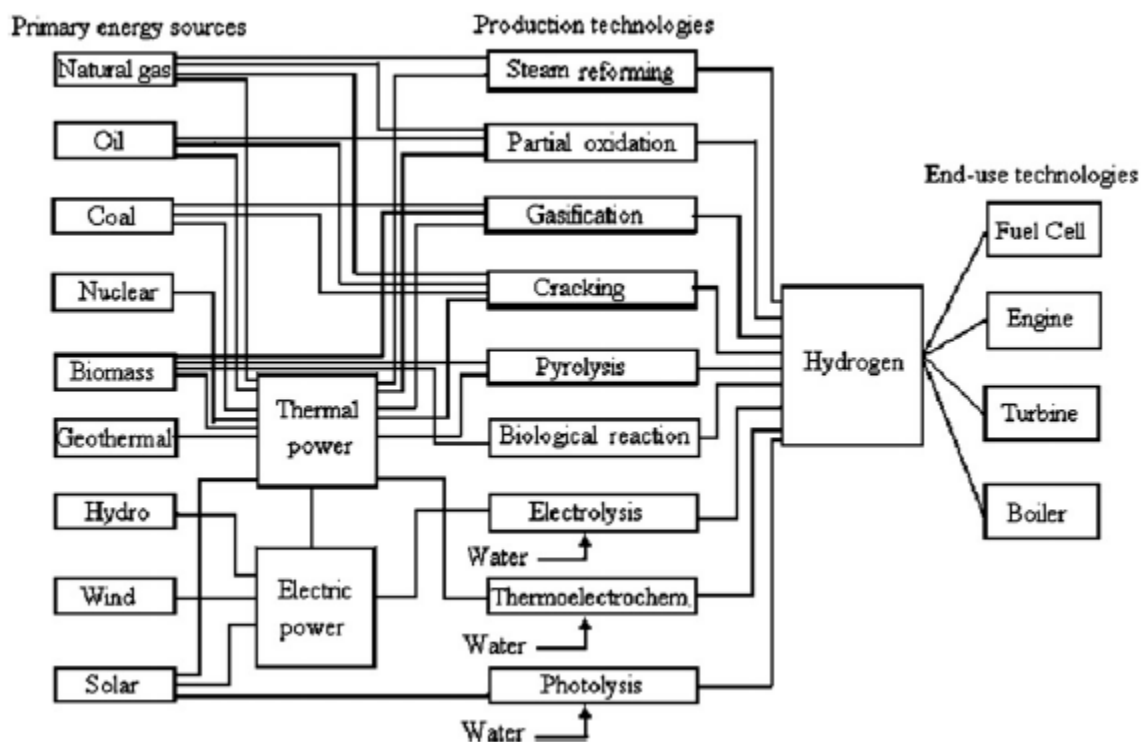 Primary energy sources
Production technologies
Natural gas
Steam reforming
Oil
Partial oxidation
End-use technologies
Coal
Gasification
Fuel Cell
Nuclear
Cracking
Engine
Biomass
Pyrolysis
Hydrogen
Thermal
power
Turbine
Geothermal
Biological reaction
Hydro
Electrolysis
Boiler
Water
Wind
Electric
power
Thermoelectrochem.
Water
Solar
Photolysis
Water